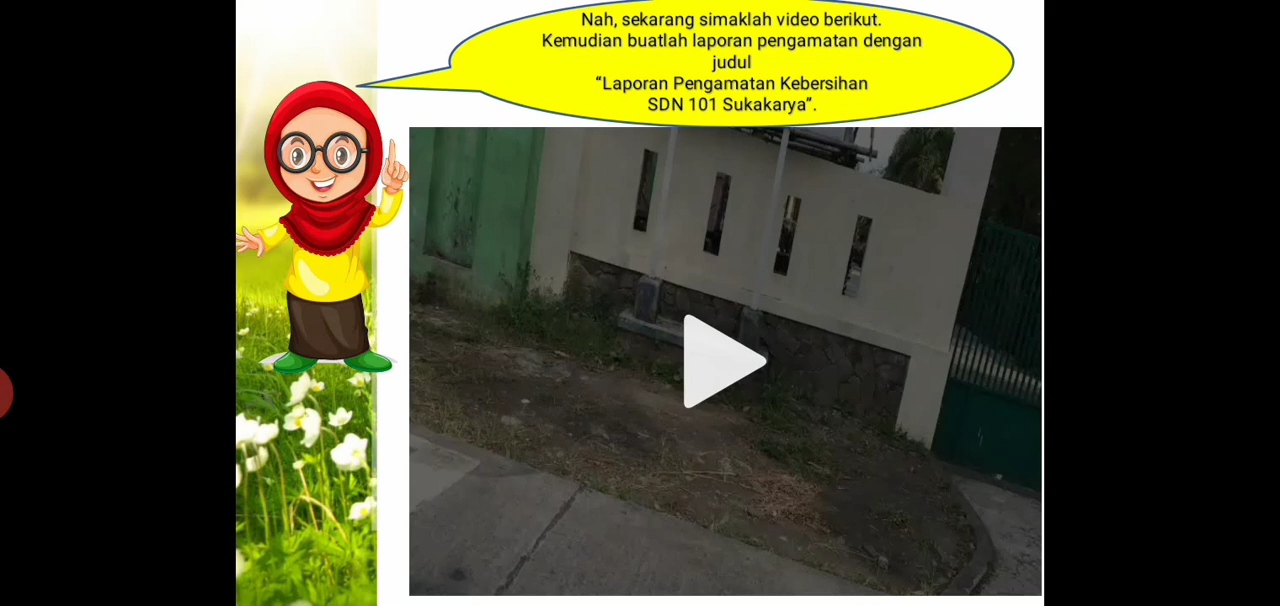 Nah, sekarang simaklah video berikut.
Kemudian buatlah laporan pengamatan dengan
judul
“Laporan Pengamatan Kebersihan
SDN 101 Sukakarya”.